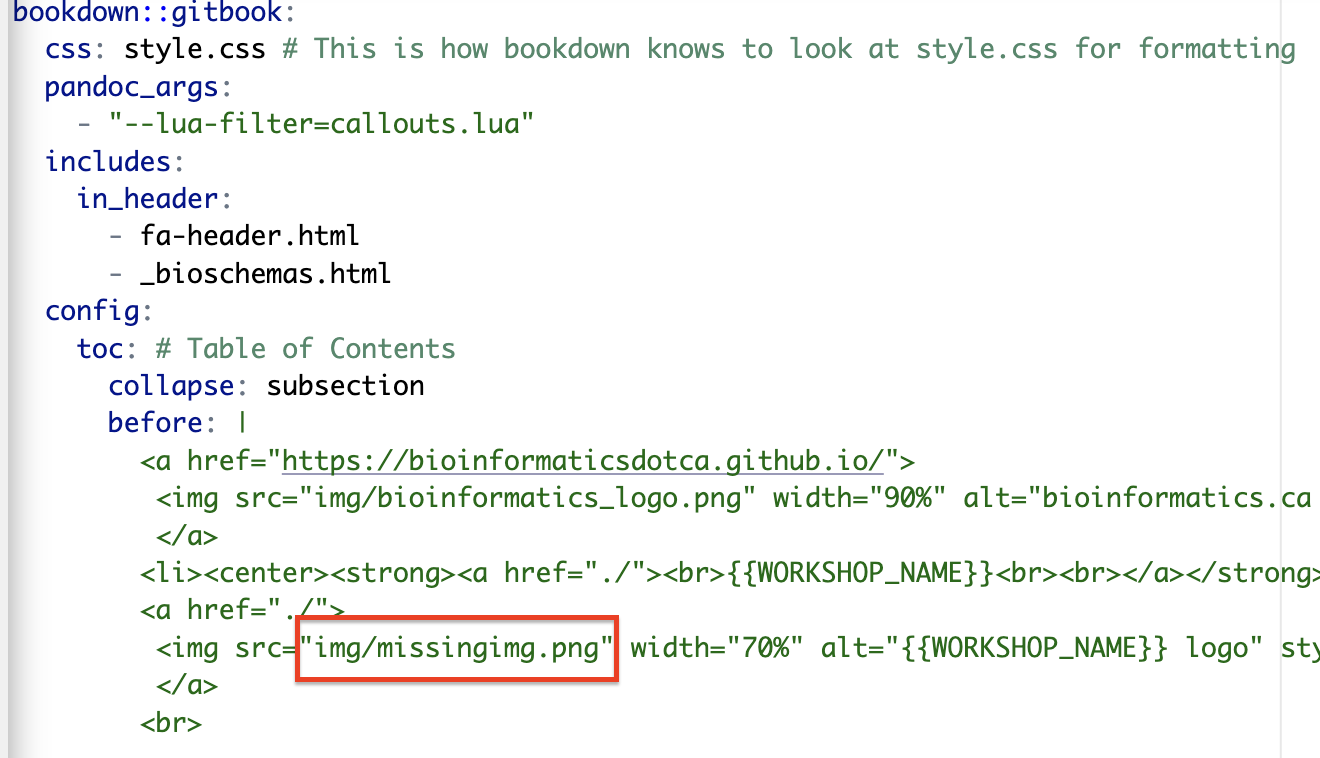 bookdown::gitbook:
css: style.css # This is how bookdown knows to look at style.css for formatting
pandoc_args:
- "--lua-filter=callouts.lua"
includes:
in_header:
- fa-header.html
- _bioschemas.html
config:
toc: # Table of Contents
collapse: subsection
before: |
<a href="https://bioinformaticsdotca.github.io/">
<img src="img/bioinformatics_logo.png" width="90%" alt="bioinformatics.ca
</a>
<li><center><strong><a href="./"><br>{{WORKSHOP_NAME}}<br><br></a></strong>
<a href="./">
<img src="img/missingimg.png" width="70%" alt="{{WORKSHOP_NAME}} logo" sty
</a>
<br>